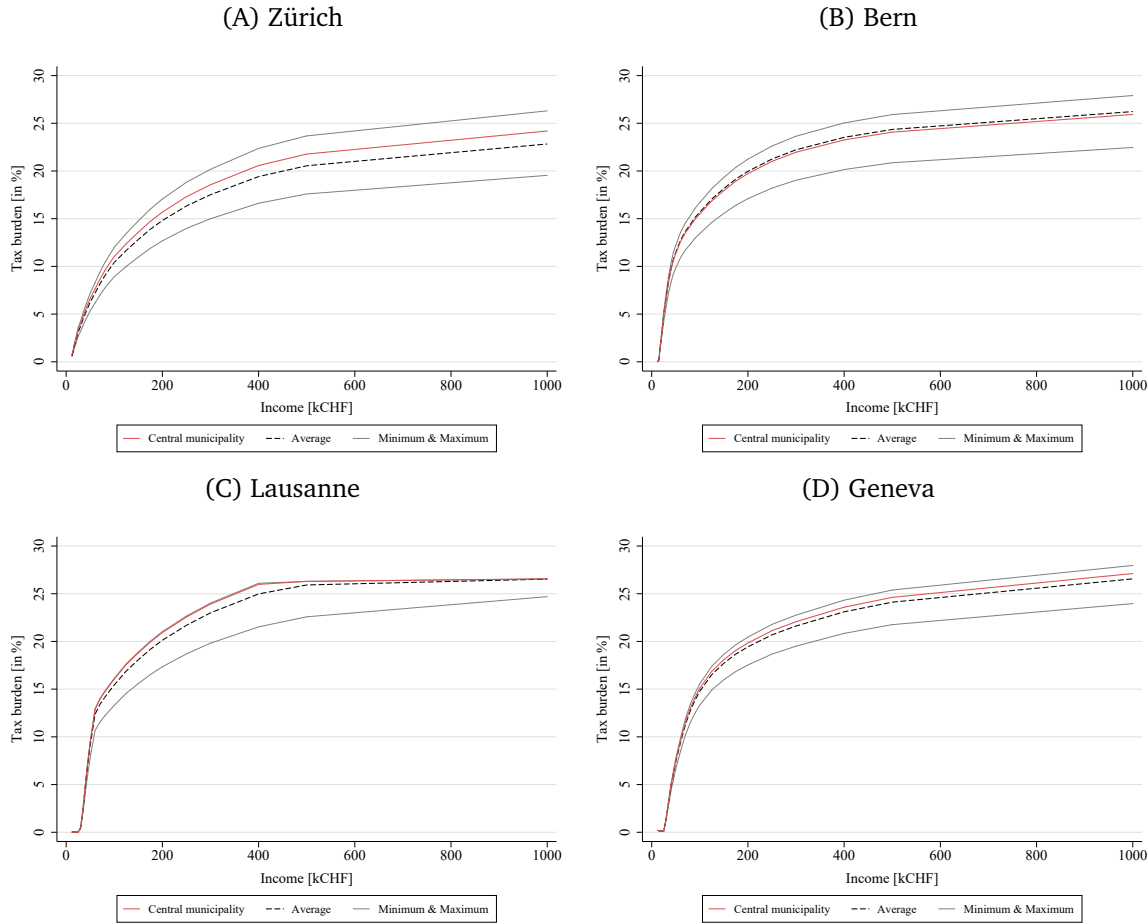 (A) Zürich
Tax burden [in %]
30
25
20
15
10
5
0
0 200 400 600 800 1000
Income [kCHF]
Central municipality Average Minimum & Maximum
(B) Bern
Tax burden [in %]
30
25
20
15
10
5
0
0 200 400 600 800 1000
Income [kCHF]
Central municipality Average Minimum & Maximum
(C) Lausanne
Tax burden [in %]
30
25
20
15
10
5
0
0 200 400 600 800 1000
Income [kCHF]
Central municipality Average Minimum & Maximum
(D) Geneva
Tax burden [in %]
30
25
20
15
10
5
0
0 200 400 600 800 1000
Income [kCHF]
Central municipality Average Minimum & Maximum